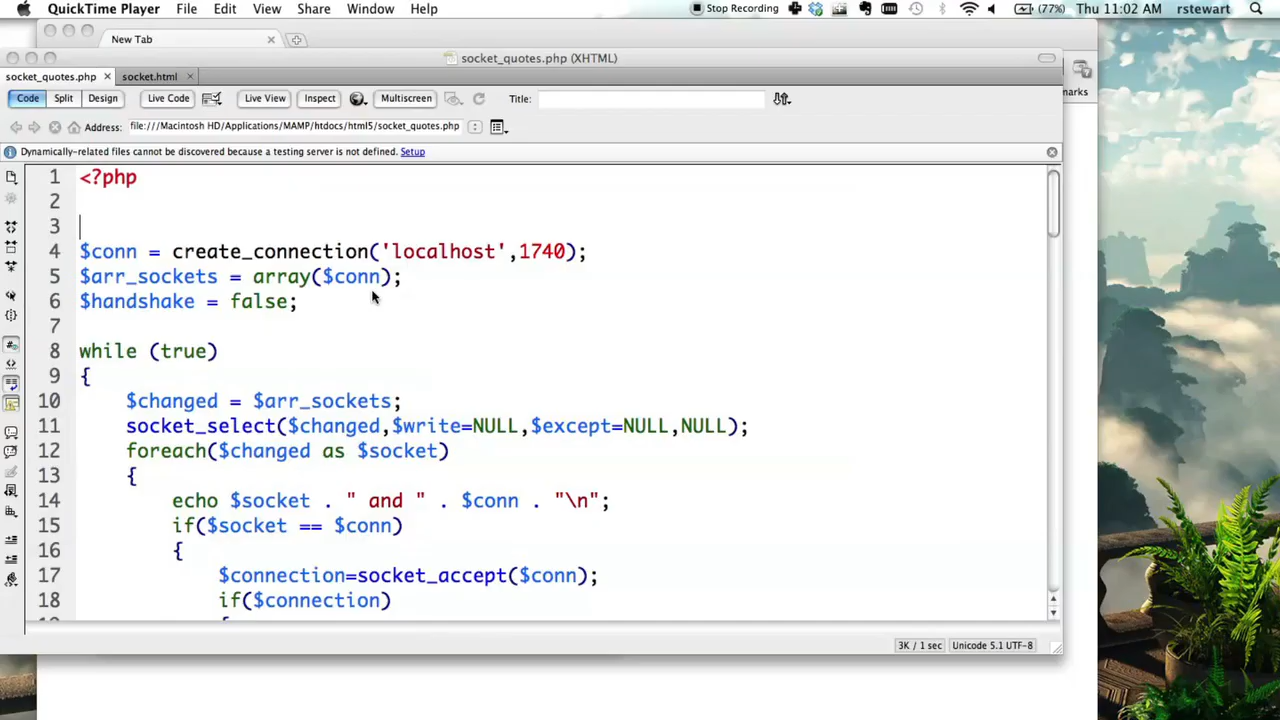 QuickTime Player File Edit View Share Window Help Stop Recording (77%) Thu 11:02 AM rstewart
New Tab
socket_quotes.php (XHTML)
socket_quotes.php socket.html
marks
Code Split Design Live Code Live View Inspect Multiscreen Title:
Address: file:///Macintosh HD/Applications/MAMP/htdocs/html5/socket_quotes.php
Dynamically-related files cannot be discovered because a testing server is not defined. Setup
1 <?php
2
3
4 $conn = create_connection('localhost',1740);
5 $arr_sockets = array($conn);
6 $handshake = false;
7
8 while (true)
9 {
10 $changed = $arr_sockets;
11 socket_select($changed,$write=NULL,$except=NULL,NULL);
12 foreach($changed as $socket)
13 {
14 echo $socket . " and " . $conn . "\n";
15 if($socket == $conn)
16 {
17 $connection=socket_accept($conn);
18 if($connection)
3K / 1 sec Unicode 5.1 UTF-8